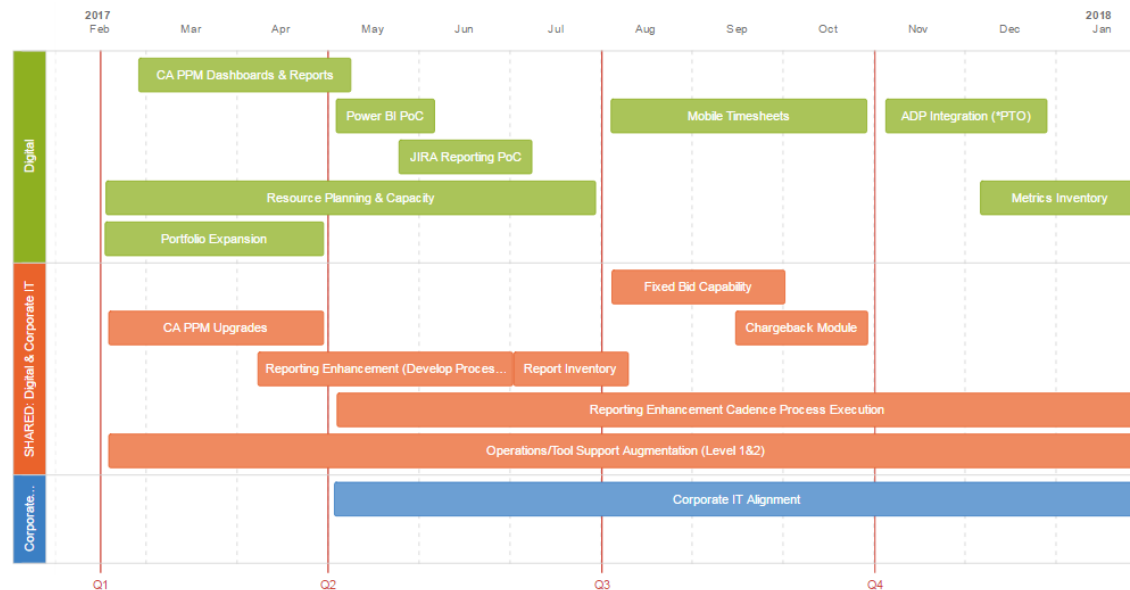 2017
2018
Feb
Mar
Apr
May
Jun
Jul
Aug
Sep
Oct
Nov
Dec
Jan
Digital
CA PPM Dashboards & Reports
Power BI PoC
Mobile Timesheets
ADP Integration (*PTO)
JIRA Reporting PoC
Resource Planning & Capacity
Metrics Inventory
Portfolio Expansion
SHARED: Digital & Corporate IT
Fixed Bid Capability
CA PPM Upgrades
Chargeback Module
Reporting Enhancement (Develop Proces...
Report Inventory
Reporting Enhancement Cadence Process Execution
Operations/Tool Support Augmentation (Level 1&2)
Corporate...
Corporate IT Alignment
Q1
Q2
Q3
Q4